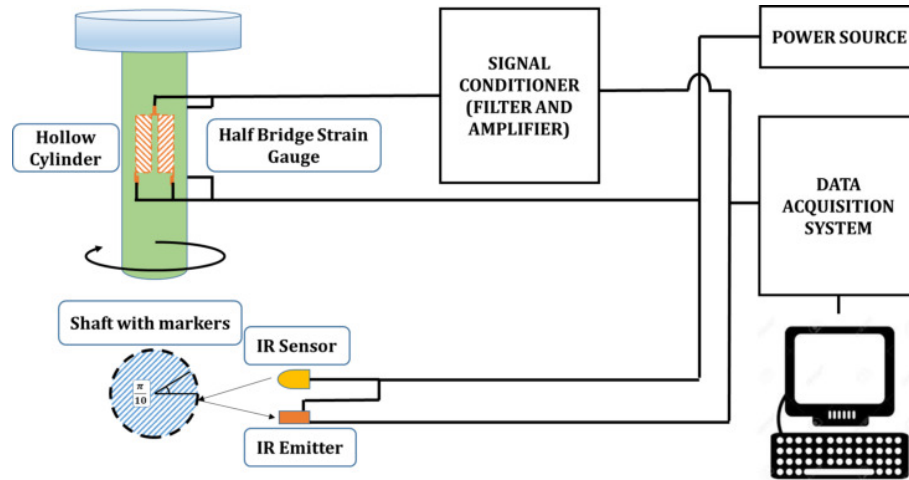 POWER SOURCE
SIGNAL
CONDITIONER
(FILTER AND
AMPLIFIER)
Hollow
Cylinder
Half Bridge Strain
Gauge
DATA
ACQUISITION
SYSTEM
Shaft with markers
IR Sensor
π
10
IR Emitter